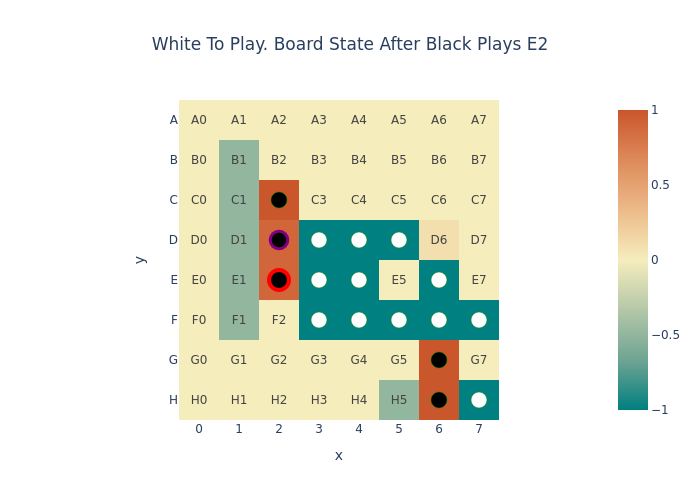 White To Play. Board State After Black Plays E2
A A0 A1 A2 A3 A4 A5 A6 A7
B B0 B1 B2 B3 B4 B5 B6 B7
C C0 C1 C3 C4 C5 C6 C7
D D0 D1 D6 D7
E E0 E1 E5 E7
F F0 F1 F2
G G0 G1 G2 G3 G4 G5 G7
H H0 H1 H2 H3 H4 H5
0 1 2 3 4 5 6 7
x
y
1
0.5
0
−0.5
−1